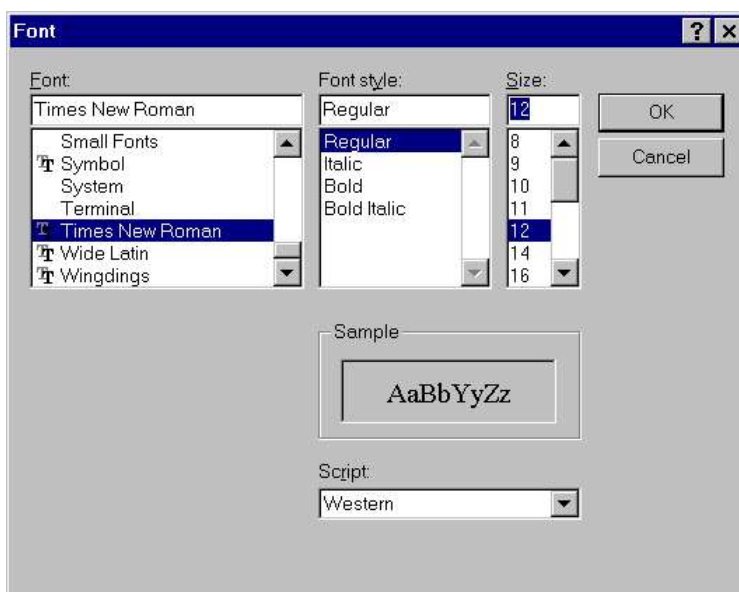 Font
Font: Font style: Size:
Times New Roman Regular 12
OK
Cancel
Small Fonts
Symbol
System
Terminal
Times New Roman
Wide Latin
Wingdings
Regular
Italic
Bold
Bold Italic
8
9
10
11
12
14
16
Sample
AaBbYyZz
Script:
Western